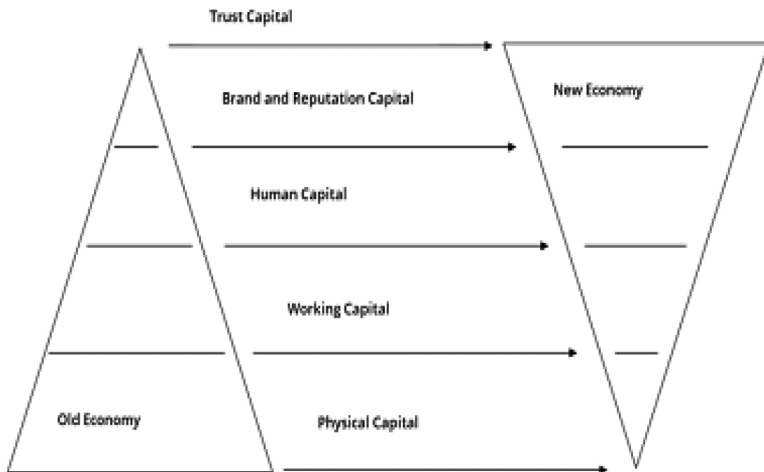 Trust Capital
Brand and Reputation Capital
New Economy
Human Capital
Working Capital
Old Economy
Physical Capital